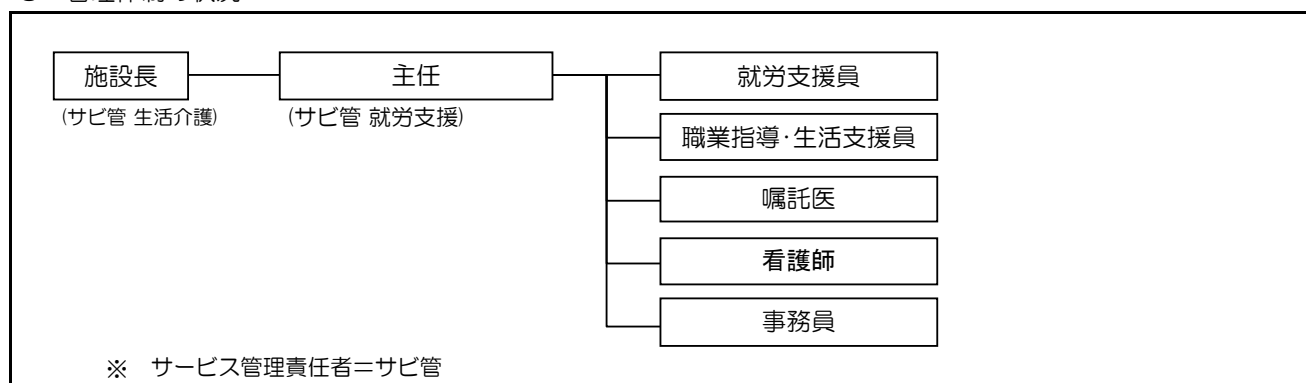 施設長
主任
就労支援員
(サビ管 生活介護)
(サビ管 就労支援)
職業指導・生活支援員
嘱託医
看護師
事務員
※ サービス管理責任者＝サビ管